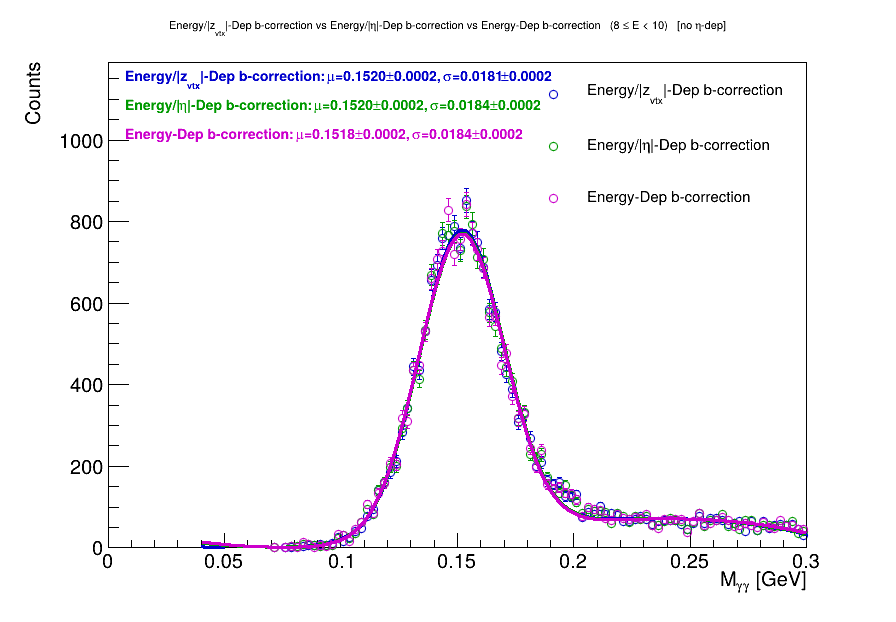 Energy/|z_vtx|-Dep b-correction vs Energy/|η|-Dep b-correction vs Energy-Dep b-correction (8 ≤ E < 10) [no η-dep]
Energy/|z_vtx|-Dep b-correction: μ=0.1520±0.0002, σ=0.0181±0.0002
Energy/|η|-Dep b-correction: μ=0.1520±0.0002, σ=0.0184±0.0002
Energy-Dep b-correction: μ=0.1518±0.0002, σ=0.0184±0.0002
Energy/|z_vtx|-Dep b-correction
Energy/|η|-Dep b-correction
Energy-Dep b-correction
Counts
1000
800
600
400
200
0
0 0.05 0.1 0.15 0.2 0.25 0.3
M_γγ [GeV]